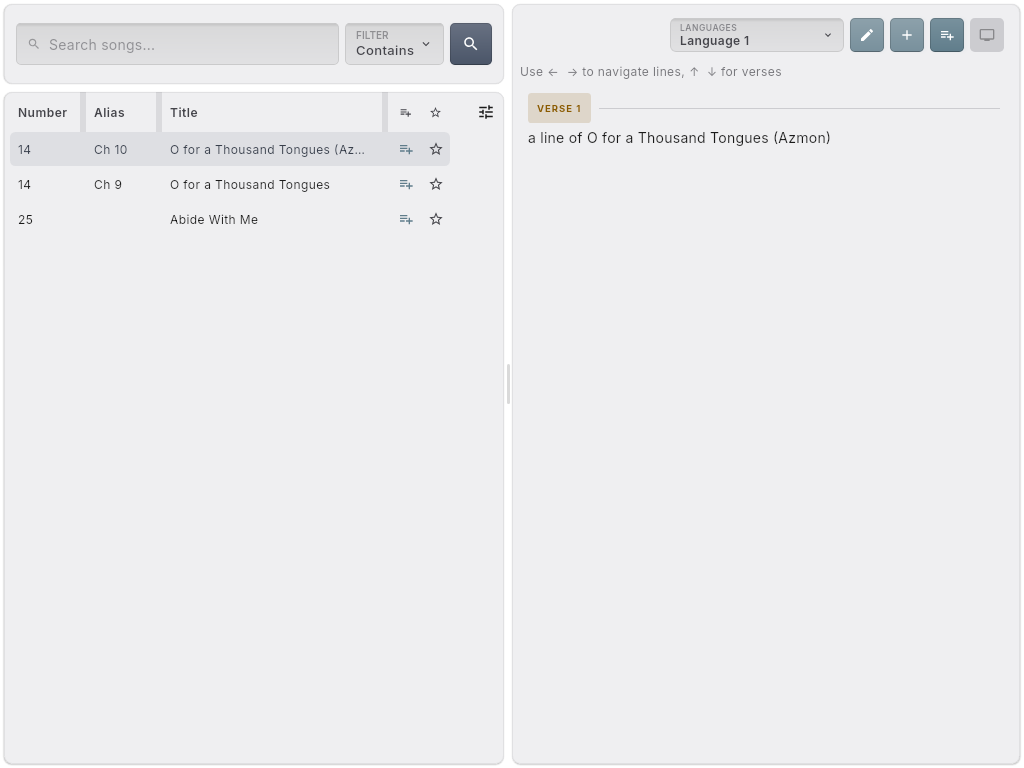 Search songs...
FILTER
Contains
Number Alias Title
14 Ch 10 O for a Thousand Tongues (Az...
14 Ch 9 O for a Thousand Tongues
25 Abide With Me
LANGUAGES
Language 1
Use ← → to navigate lines, ↑ ↓ for verses
VERSE 1
a line of O for a Thousand Tongues (Azmon)